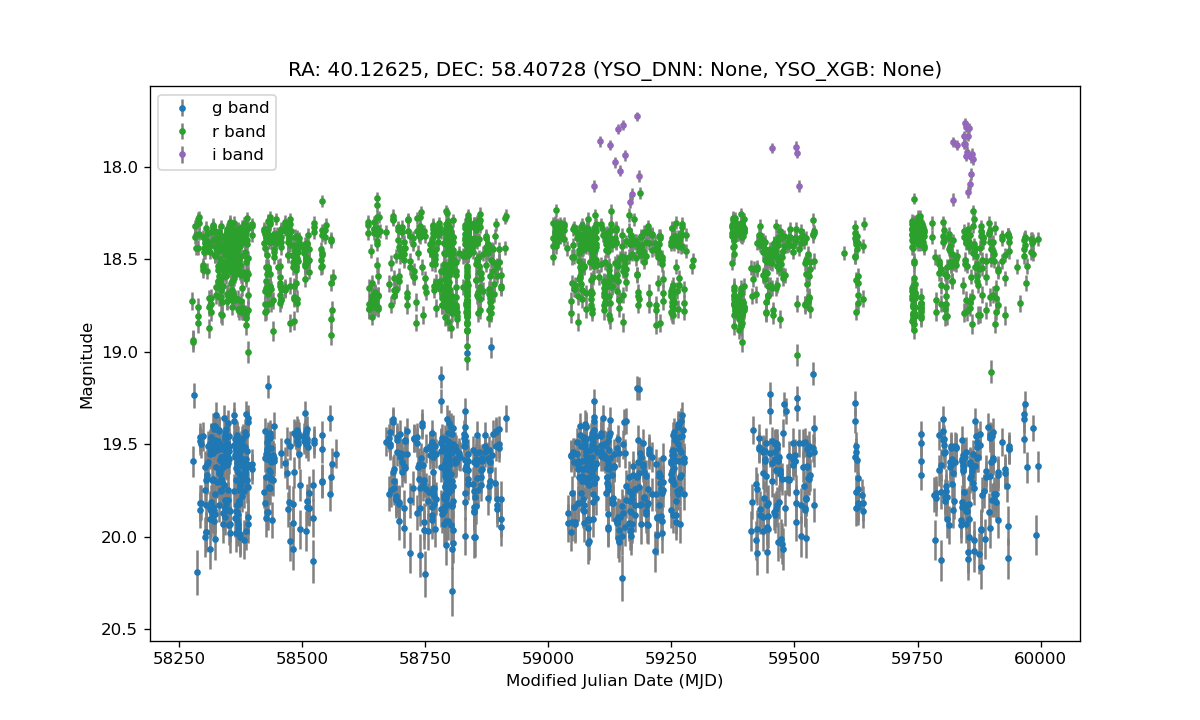 RA: 40.12625, DEC: 58.40728 (YSO_DNN: None, YSO_XGB: None)
g band
r band
i band
18.0
18.5
19.0
19.5
20.0
20.5
Magnitude
58250 58500 58750 59000 59250 59500 59750 60000
Modified Julian Date (MJD)